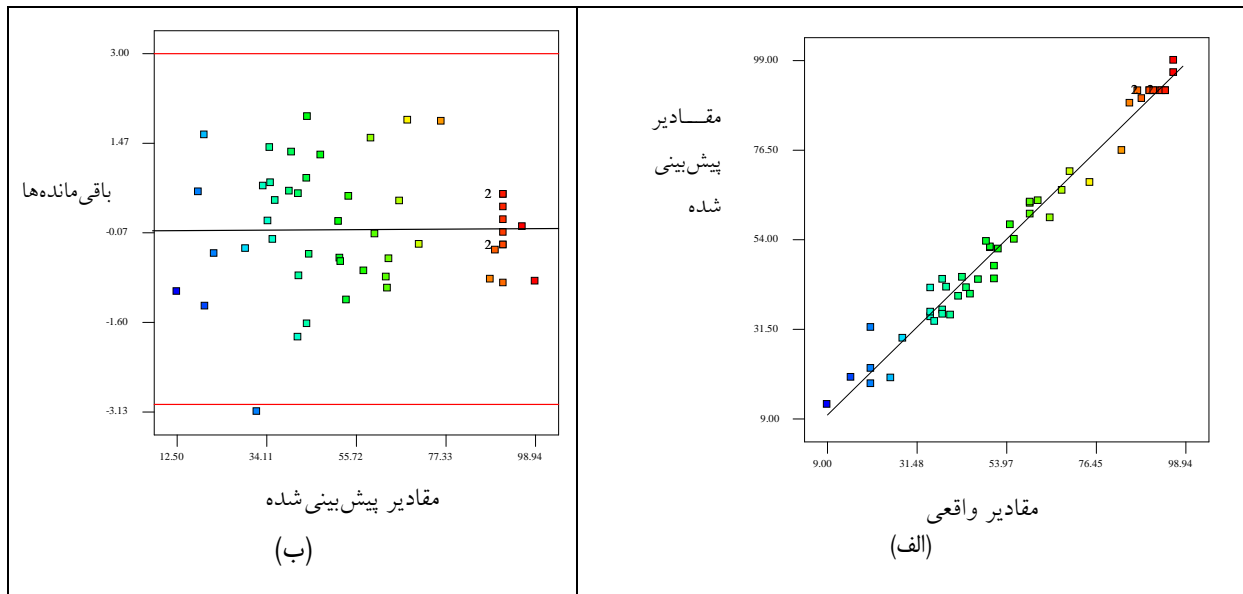 مقادیر
پیش‌بینی
شده
99.00
76.50
54.00
31.50
9.00
2 2
9.00 31.48 53.97 76.45 98.94
مقادیر واقعی
(الف)
باقی‌مانده‌ها
3.00
1.47
-0.07
-1.60
-3.13
2
2
12.50 34.11 55.72 77.33 98.94
مقادیر پیش‌بینی‌شده
(ب)